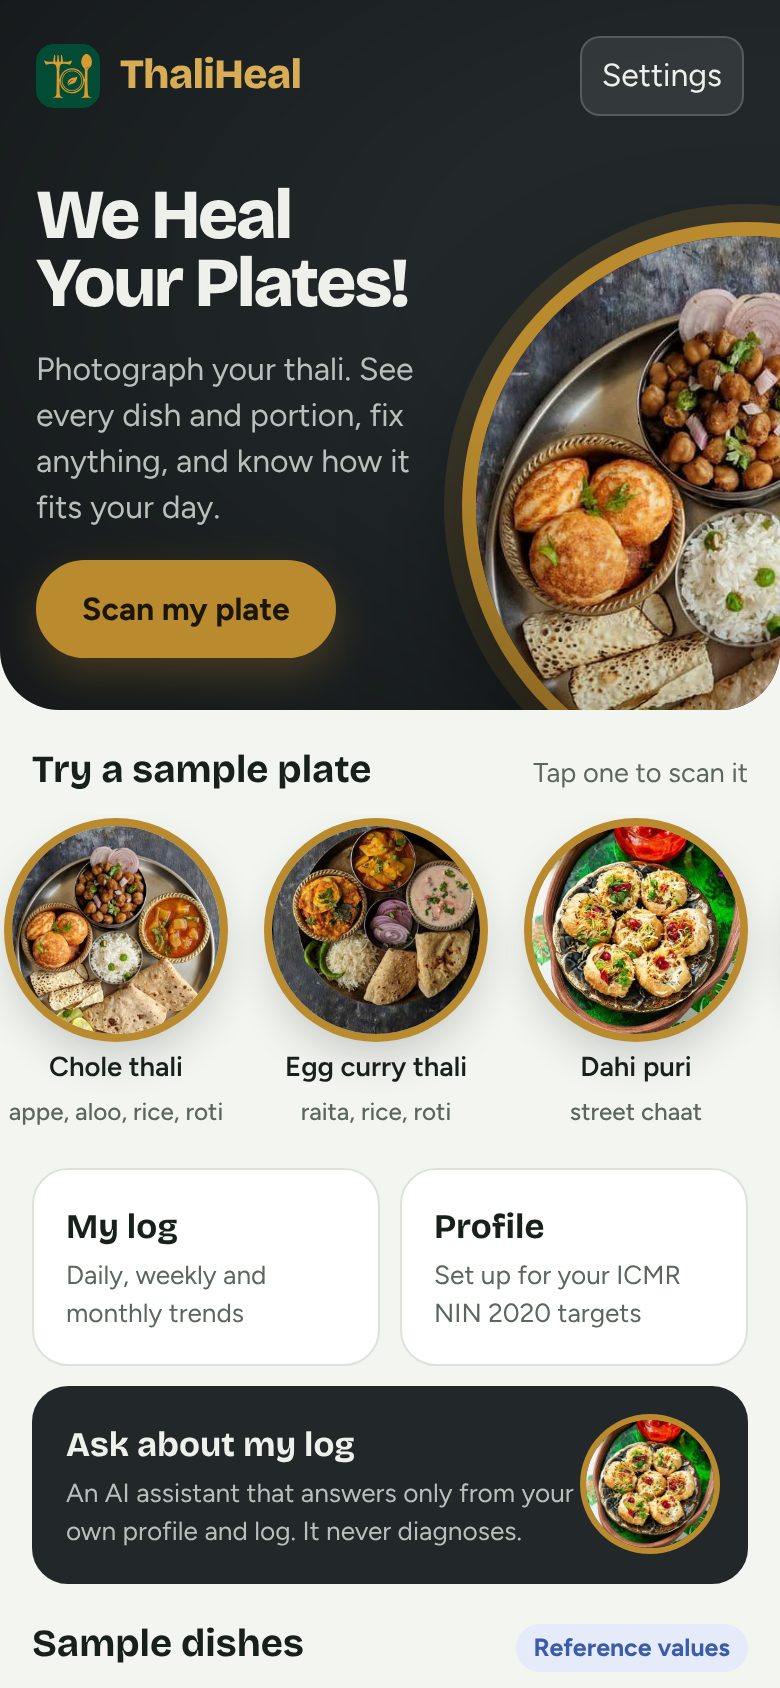 ThaliHeal
Settings
We Heal
Your Plates!
Photograph your thali. See
every dish and portion, fix
anything, and know how it
fits your day.
Scan my plate
Try a sample plate
Tap one to scan it
Chole thali
appe, aloo, rice, roti
Egg curry thali
raita, rice, roti
Dahi puri
street chaat
My log
Daily, weekly and
monthly trends
Profile
Set up for your ICMR
NIN 2020 targets
Ask about my log
An AI assistant that answers only from your
own profile and log. It never diagnoses.
Sample dishes
Reference values